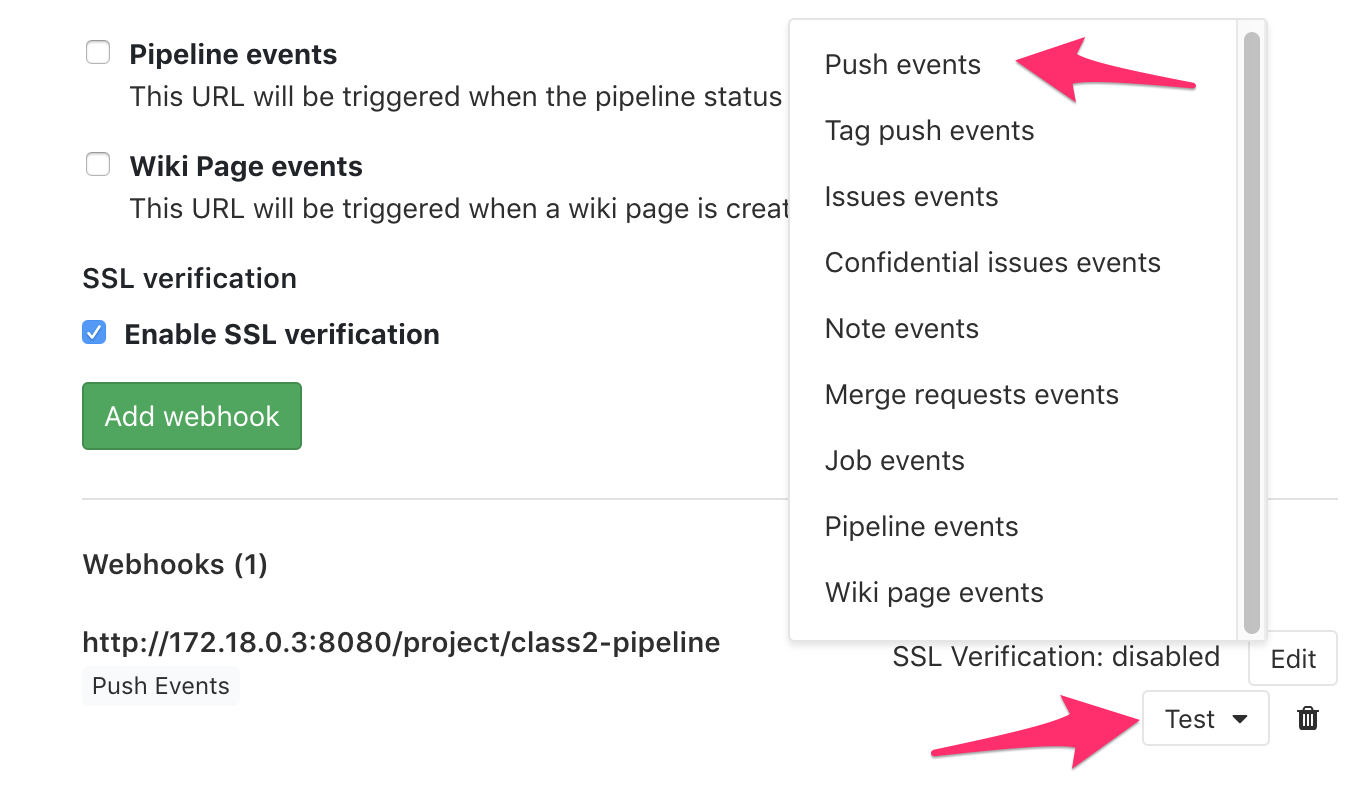 Pipeline events
This URL will be triggered when the pipeline status
Wiki Page events
This URL will be triggered when a wiki page is creat
SSL verification
Enable SSL verification
Add webhook
Push events
Tag push events
Issues events
Confidential issues events
Note events
Merge requests events
Job events
Pipeline events
Wiki page events
Webhooks (1)
http://172.18.0.3:8080/project/class2-pipeline
Push Events
SSL Verification: disabled
Edit
Test